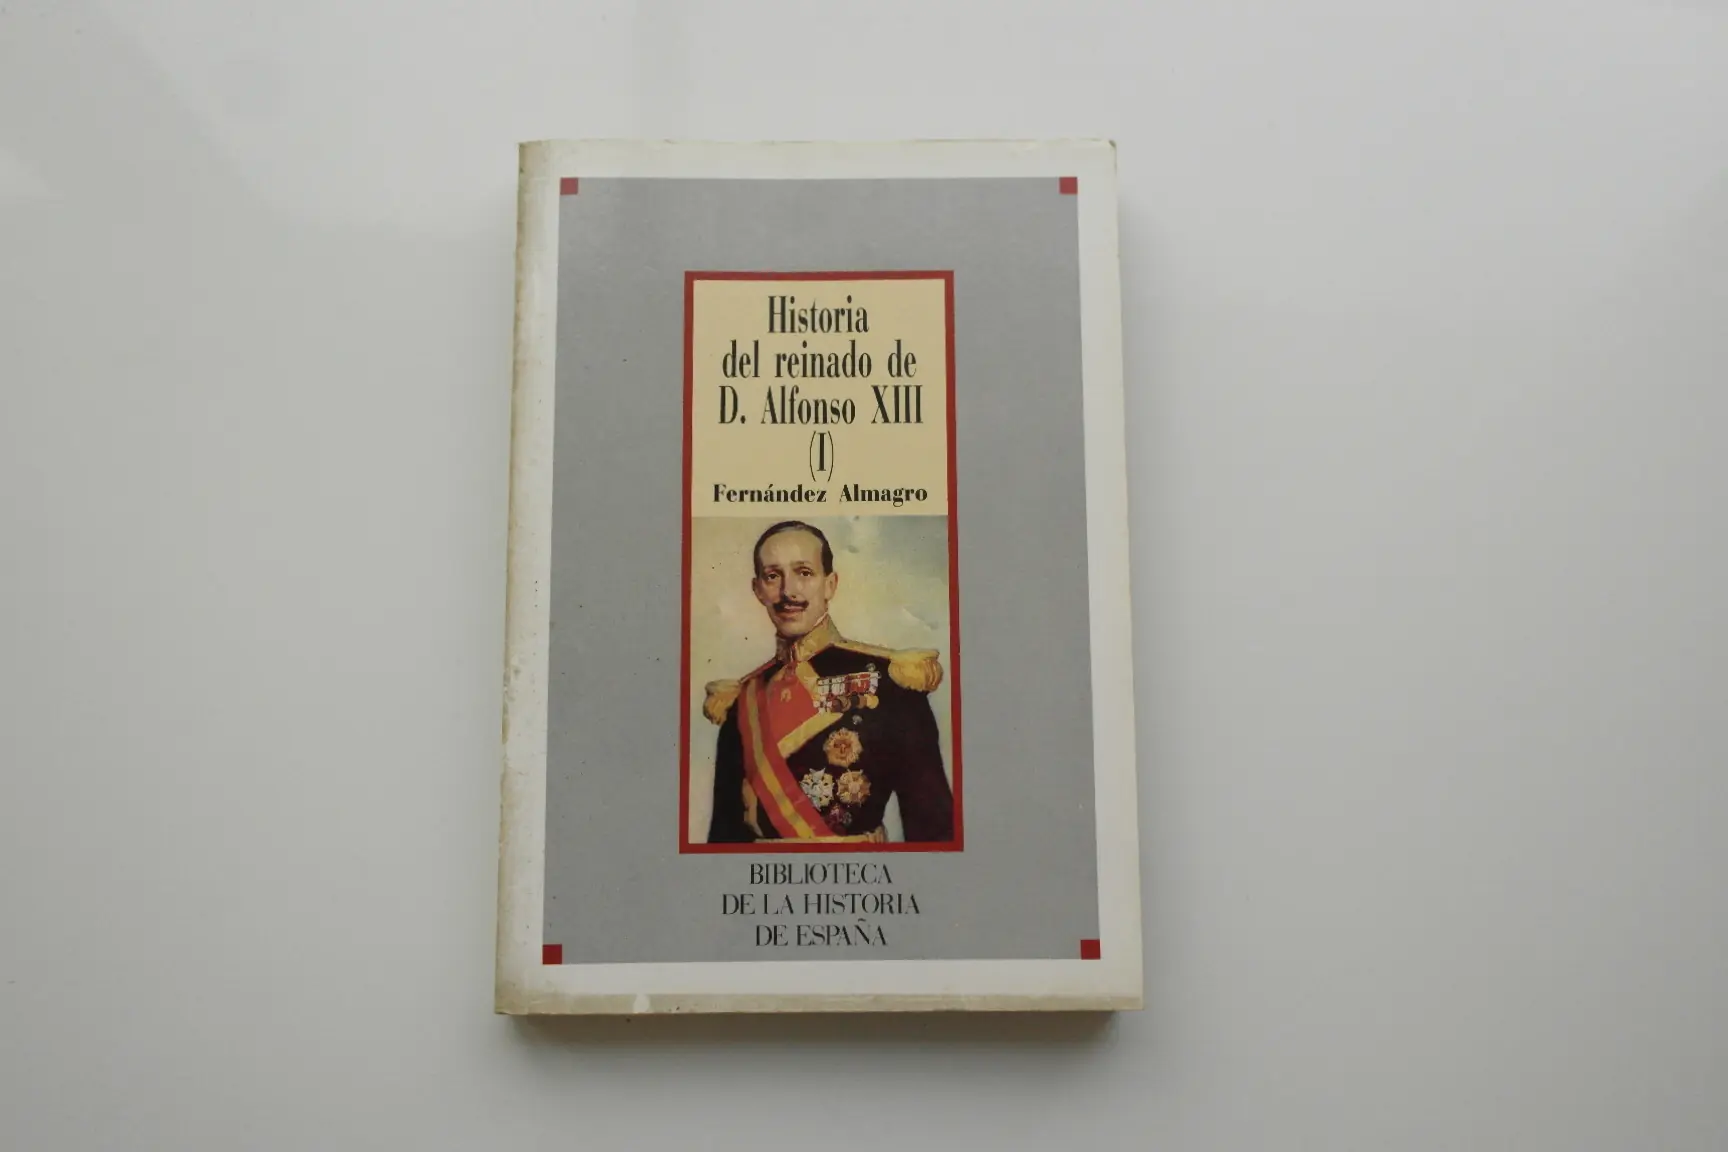 Historia
del reinado de
D. Alfonso XIII
(I)
Fernández Almagro
BIBLIOTECA
DE LA HISTORIA
DE ESPAÑA